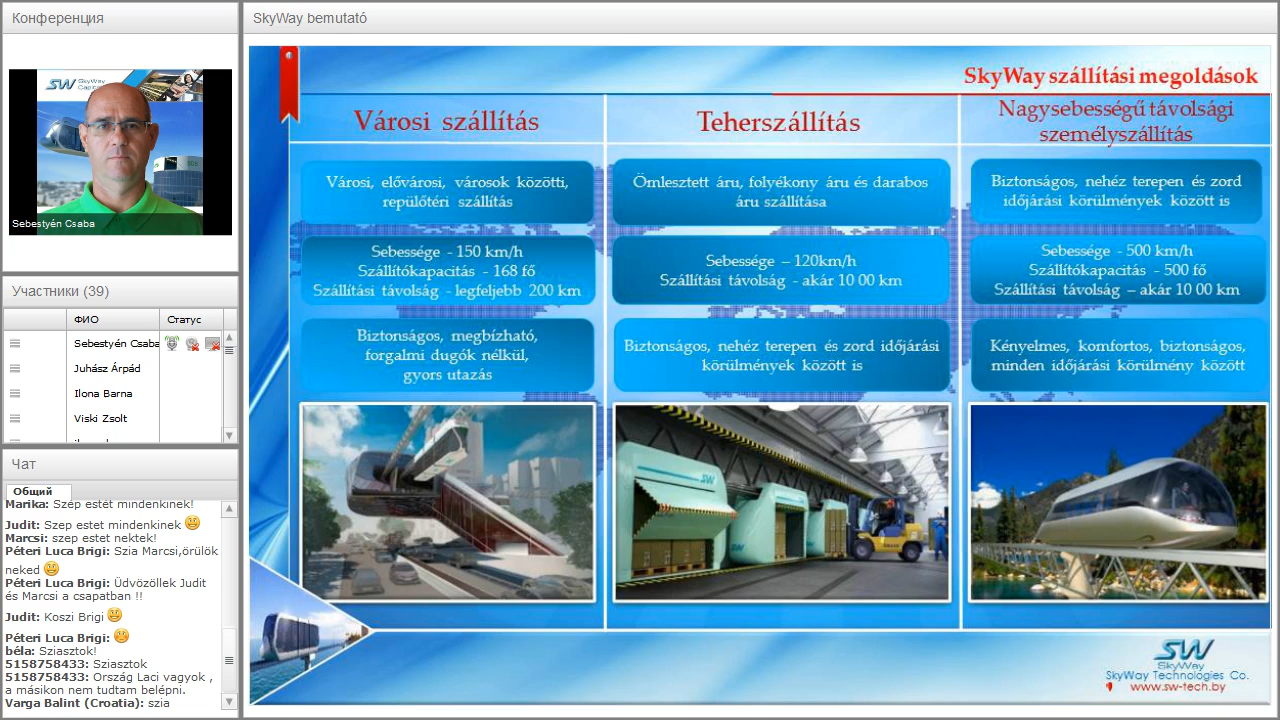 Конференция
SkyWay bemutató
SW SkyWay
Sebestyén Csaba
Участники (39)
ФИО
Статус
Sebestyén Csaba
Juhász Árpád
Ilona Barna
Viski Zsolt
Чат
Общий
Marika: Szép estét mindenkinek!
Judit: Szep estet mindenkinek
Marcsi: szep estet nektek!
Péteri Luca Brigi: Szia Marcsi,örülök
neked
Péteri Luca Brigi: Üdvözöllek Judit
és Marcsi a csapatban !!
Judit: Koszi Brigi
Péteri Luca Brigi:
béla: Sziasztok!
5158758433: Sziasztok
5158758433: Ország Laci vagyok ,
a másikon nem tudtam belépni.
Varga Balint (Croatia): szia
SkyWay szállítási megoldások
Városi szállítás
Városi, elővárosi, városok közötti,
repülőtéri szállítás
Sebessége - 150 km/h
Szállítókapacitás - 168 fő
Szállítási távolság - legfeljebb 200 km
Biztonságos, megbízható,
forgalmi dugók nélkül,
gyors utazás
Teherszállítás
Ömlesztett áru, folyékony áru és darabos
áru szállítása
Sebessége – 120km/h
Szállítási távolság - akár 10 00 km
Biztonságos, nehéz terepen és zord időjárási
körülmények között is
SW
SW
Nagysebességű távolsági
személyszállítás
Biztonságos, nehéz terepen és zord
időjárási körülmények között is
Sebessége - 500 km/h
Szállítókapacitás - 500 fő
Szállítási távolság – akár 10 00 km
Kényelmes, komfortos, biztonságos,
minden időjárási körülmény között
SW
SkyWay
SkyWay Technologies Co.
www.sw-tech.by